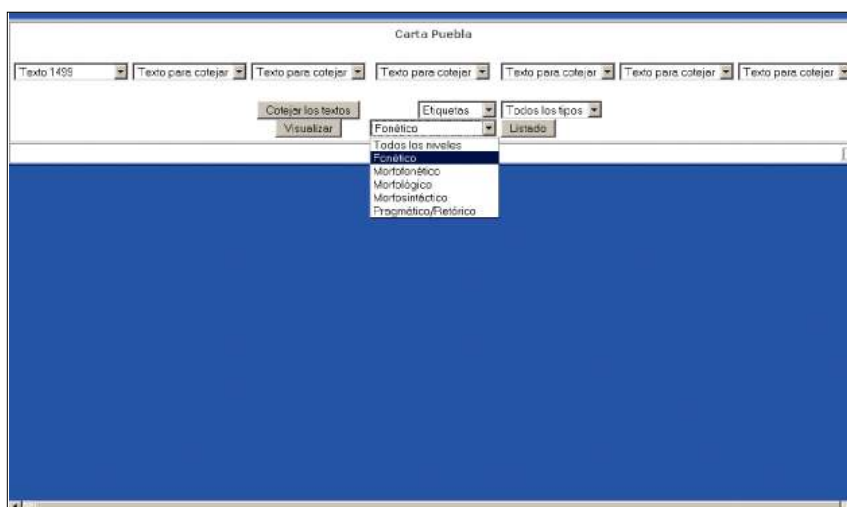 Carta Puebla
Texto 1499 Texto para cotejar Texto para cotejar Texto para cotejar Texto para cotejar Texto para cotejar Texto para cotejar
Cotejar los textos Etiquetas Todos los tipos
Visualizar Fonético Listado
Todos los niveles
Fonético
Morfofonético
Morfológico
Morfosintáctico
Pragmático/Retórico